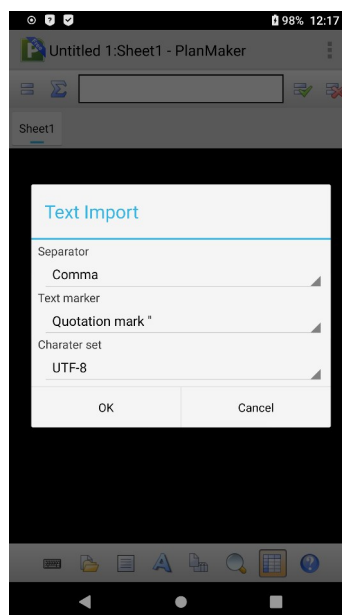 98% 12:17
Untitled 1:Sheet1 - PlanMaker
Sheet1
Text Import
Separator
Comma
Text marker
Quotation mark "
Charater set
UTF-8
OK Cancel